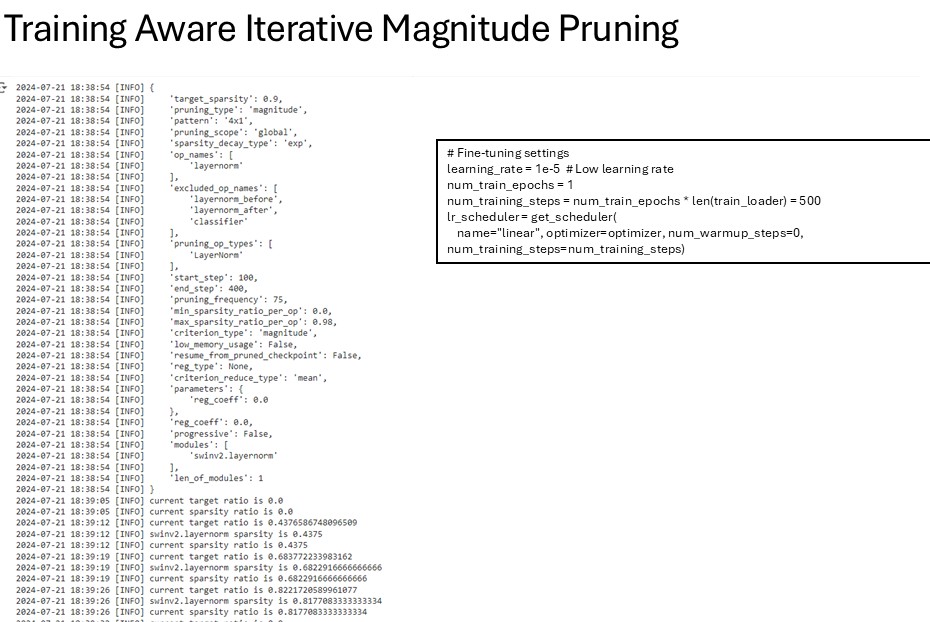 Training Aware Iterative Magnitude Pruning
2024-07-21 18:38:54 [INFO] {
2024-07-21 18:38:54 [INFO]     'target_sparsity': 0.9,
2024-07-21 18:38:54 [INFO]     'pruning_type': 'magnitude',
2024-07-21 18:38:54 [INFO]     'pattern': '4x1',
2024-07-21 18:38:54 [INFO]     'pruning_scope': 'global',
2024-07-21 18:38:54 [INFO]     'sparsity_decay_type': 'exp',
2024-07-21 18:38:54 [INFO]     'op_names': [
2024-07-21 18:38:54 [INFO]         'layernorm'
2024-07-21 18:38:54 [INFO]     ],
2024-07-21 18:38:54 [INFO]     'excluded_op_names': [
2024-07-21 18:38:54 [INFO]         'layernorm_before',
2024-07-21 18:38:54 [INFO]         'layernorm_after',
2024-07-21 18:38:54 [INFO]         'classifier'
2024-07-21 18:38:54 [INFO]     ],
2024-07-21 18:38:54 [INFO]     'pruning_op_types': [
2024-07-21 18:38:54 [INFO]         'LayerNorm'
2024-07-21 18:38:54 [INFO]     ],
2024-07-21 18:38:54 [INFO]     'start_step': 100,
2024-07-21 18:38:54 [INFO]     'end_step': 400,
2024-07-21 18:38:54 [INFO]     'pruning_frequency': 75,
2024-07-21 18:38:54 [INFO]     'min_sparsity_ratio_per_op': 0.0,
2024-07-21 18:38:54 [INFO]     'max_sparsity_ratio_per_op': 0.98,
2024-07-21 18:38:54 [INFO]     'criterion_type': 'magnitude',
2024-07-21 18:38:54 [INFO]     'low_memory_usage': False,
2024-07-21 18:38:54 [INFO]     'resume_from_pruned_checkpoint': False,
2024-07-21 18:38:54 [INFO]     'reg_type': None,
2024-07-21 18:38:54 [INFO]     'criterion_reduce_type': 'mean',
2024-07-21 18:38:54 [INFO]     'parameters': {
2024-07-21 18:38:54 [INFO]         'reg_coeff': 0.0
2024-07-21 18:38:54 [INFO]     },
2024-07-21 18:38:54 [INFO]     'reg_coeff': 0.0,
2024-07-21 18:38:54 [INFO]     'progressive': False,
2024-07-21 18:38:54 [INFO]     'modules': [
2024-07-21 18:38:54 [INFO]         'swinv2.layernorm'
2024-07-21 18:38:54 [INFO]     ],
2024-07-21 18:38:54 [INFO]     'len_of_modules': 1
2024-07-21 18:38:54 [INFO] }
2024-07-21 18:39:05 [INFO] current target ratio is 0.0
2024-07-21 18:39:05 [INFO] current sparsity ratio is 0.0
2024-07-21 18:39:12 [INFO] current target ratio is 0.4376586748096509
2024-07-21 18:39:12 [INFO] swinv2.layernorm sparsity is 0.4375
2024-07-21 18:39:12 [INFO] current sparsity ratio is 0.4375
2024-07-21 18:39:19 [INFO] current target ratio is 0.683772233983162
2024-07-21 18:39:19 [INFO] swinv2.layernorm sparsity is 0.6822916666666666
2024-07-21 18:39:19 [INFO] current sparsity ratio is 0.6822916666666666
2024-07-21 18:39:26 [INFO] current target ratio is 0.8221720589961077
2024-07-21 18:39:26 [INFO] swinv2.layernorm sparsity is 0.8177083333333334
2024-07-21 18:39:26 [INFO] current sparsity ratio is 0.8177083333333334
# Fine-tuning settings
learning_rate = 1e-5 # Low learning rate
num_train_epochs = 1
num_training_steps = num_train_epochs * len(train_loader) = 500
lr_scheduler = get_scheduler(
name="linear", optimizer=optimizer, num_warmup_steps=0,
num_training_steps=num_training_steps)